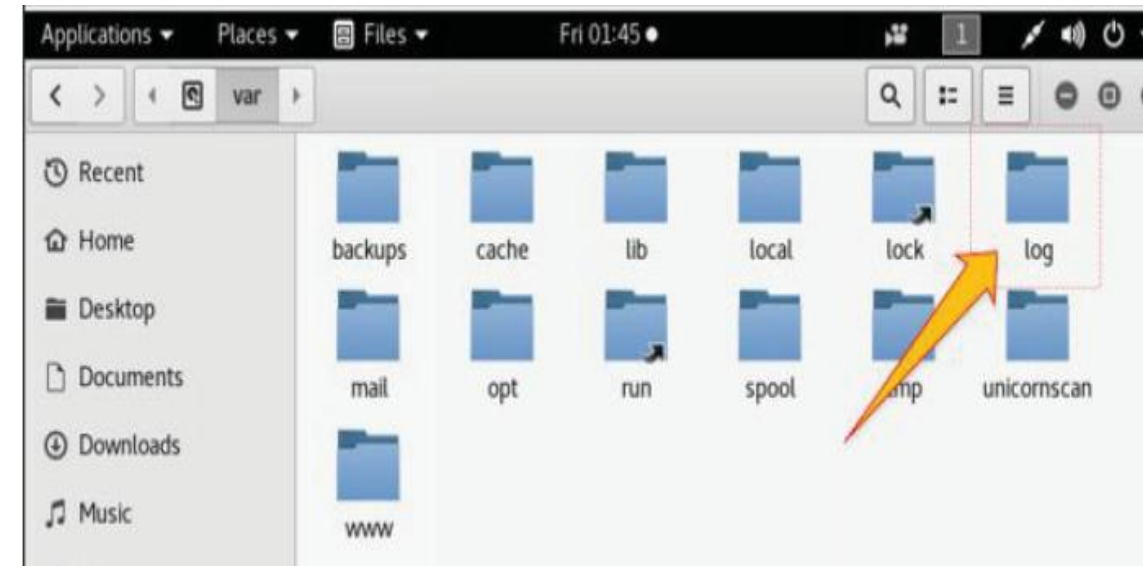 Applications Places Files Fri 01:45 1
var
Recent
Home
Desktop
Documents
Downloads
Music
backups cache lib local lock log
mail opt run spool tmp unicornscan
www